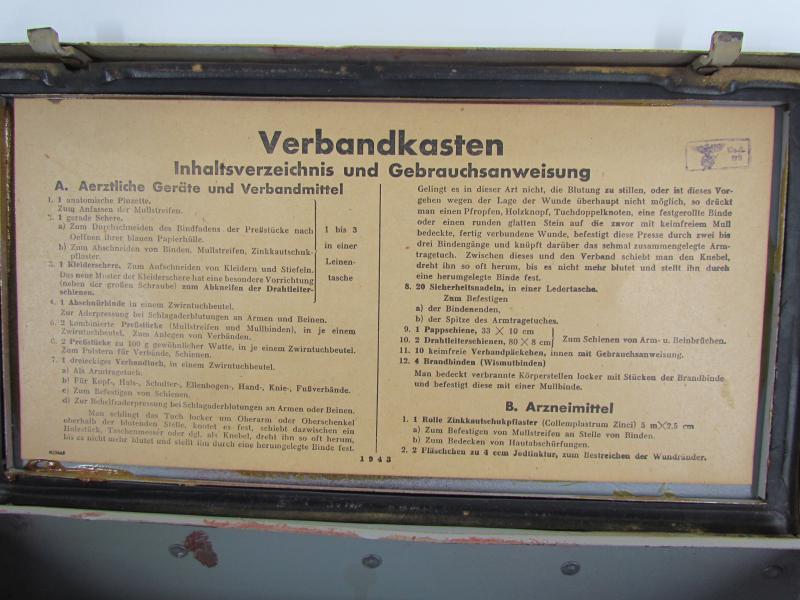 Verbandkasten
Inhaltsverzeichnis und Gebrauchsanweisung
A. Aerztliche Geräte und Verbandmittel
1. 1 anatomische Pinzette.
Zum Anfassen der Mullstreifen.
2. 1 gerade Schere.
a) Zum Durchschneiden des Bindfadens der Preßstücke nach
Oeffnen ihrer blauen Papierhülle.
b) Zum Abschneiden von Binden, Mullstreifen, Zinkkautschuk-
pflaster.
3. 1 Kleiderschere. Zum Aufschneiden von Kleidern und Stiefeln.
Das neue Muster der Kleiderschere hat eine besondere Vorrichtung
(neben der großen Schraube) zum Abkneifen der Drahtleiter-
schienen.
1 bis 3
in einer
Leinen-
tasche
4. 1 Abschnürbinde in einem Zwirntuchbeutel.
Zur Aderpressung bei Schlagaderblutungen an Armen und Beinen.
5. 2 kombinierte Preßstücke (Mullstreifen und Mullbinden), in je einem
Zwirntuchbeutel. Zum Anlegen von Verbänden.
6. 2 Preßstücke zu 100 g gewöhnlicher Watte, in je einem Zwirntuchbeutel.
Zum Polstern für Verbände, Schienen.
7. 1 dreieckiges Verbandtuch, in einem Zwirntuchbeutel.
a) Als Armtragetuch.
b) Für Kopf-, Hals-, Schulter-, Ellenbogen-, Hand-, Knie-, Fußverbände.
c) Zum Befestigen von Schienen.
d) Zur Behelfsaderpressung bei Schlagaderblutungen an Armen oder Beinen.
Man schlingt das Tuch locker um Oberarm oder Oberschenkel
oberhalb der blutenden Stelle, knotet es fest, schiebt dazwischen ein
Holzstück, Taschenmesser oder dgl. als Knebel, dreht ihn so oft herum,
bis es nicht mehr blutet und stellt ihn durch eine herumgelegte Binde fest.
Gelingt es in dieser Art nicht, die Blutung zu stillen, oder ist dieses Vor-
gehen wegen der Lage der Wunde überhaupt nicht möglich, so drückt
man einen Pfropfen, Holzknopf, Tuchdoppelknoten, eine festgerollte Binde
oder einen runden glatten Stein auf die zuvor mit keimfreiem Mull
bedeckte, fertig verbundene Wunde, befestigt diese Presse durch zwei bis
drei Bindengänge und knüpft darüber das schmal zusammengelegte Arm-
tragetuch. Zwischen dieses und den Verband schiebt man den Knebel,
dreht ihn so oft herum, bis es nicht mehr blutet und stellt ihn durch
eine herumgelegte Binde fest.
8. 20 Sicherheitsnadeln, in einer Ledertasche.
Zum Befestigen
a) der Bindenenden,
b) der Spitze des Armtragetuches.
9. 1 Pappschiene, 33 × 10 cm
10. 2 Drahtleiterschienen, 80 × 8 cm
Zum Schienen von Arm- u. Beinbrüchen.
11. 10 keimfreie Verbandpäckchen, innen mit Gebrauchsanweisung.
12. 4 Brandbinden (Wismutbinden)
Man bedeckt verbrannte Körperstellen locker mit Stücken der Brandbinde
und befestigt diese mit einer Mullbinde.
B. Arzneimittel
1. 1 Rolle Zinkkautschukpflaster (Collemplastrum Zinci) 5 m×2.5 cm
a) Zum Befestigen von Mullstreifen an Stelle von Binden.
b) Zum Bedecken von Hautabschürfungen.
2. 2 Fläschchen zu 4 ccm Jodtinktur, zum Bestreichen der Wundränder.
1943